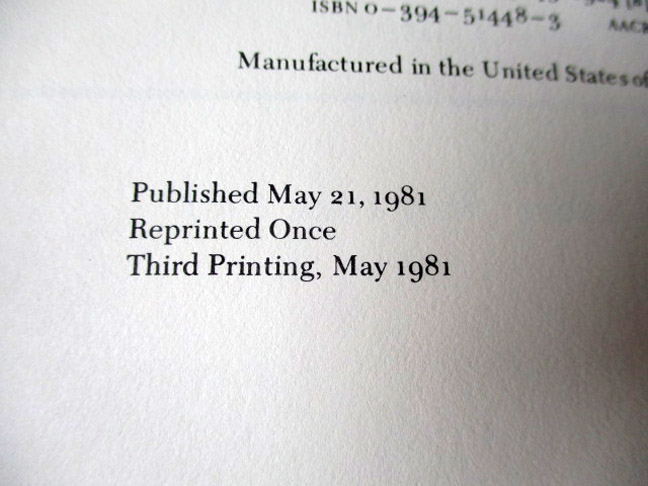 ISBN 0-394-51448-3
Manufactured in the United States of
Published May 21, 1981
Reprinted Once
Third Printing, May 1981